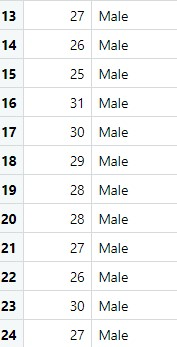 13 27 Male
14 26 Male
15 25 Male
16 31 Male
17 30 Male
18 29 Male
19 28 Male
20 28 Male
21 27 Male
22 26 Male
23 30 Male
24 27 Male